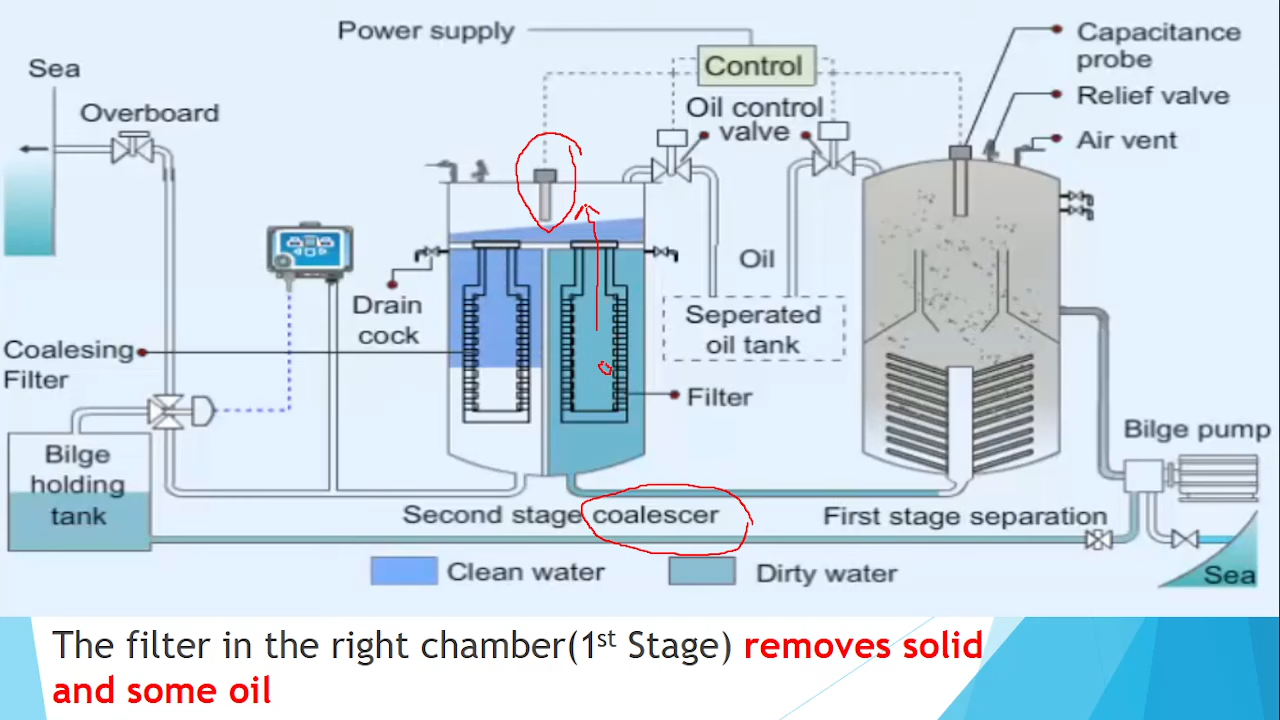 Power supply
Control
Capacitance
probe
Sea
Overboard
Oil control
valve
Relief valve
Air vent
Oil
Drain
cock
Seperated
oil tank
Coalesing
Filter
Filter
Bilge
holding
tank
Bilge pump
Second stage coalescer
First stage separation
Clean water
Dirty water
Sea
The filter in the right chamber(1st Stage) removes solid
and some oil